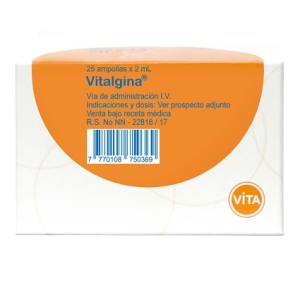 25 ampollas x 2 mL
Vitalgina®
Vía de administración I.V.
Indicaciones y dosis: Ver prospecto adjunto
Venta bajo receta médica
R.S. No NN - 22818 / 17
7 770108 750369
VITA